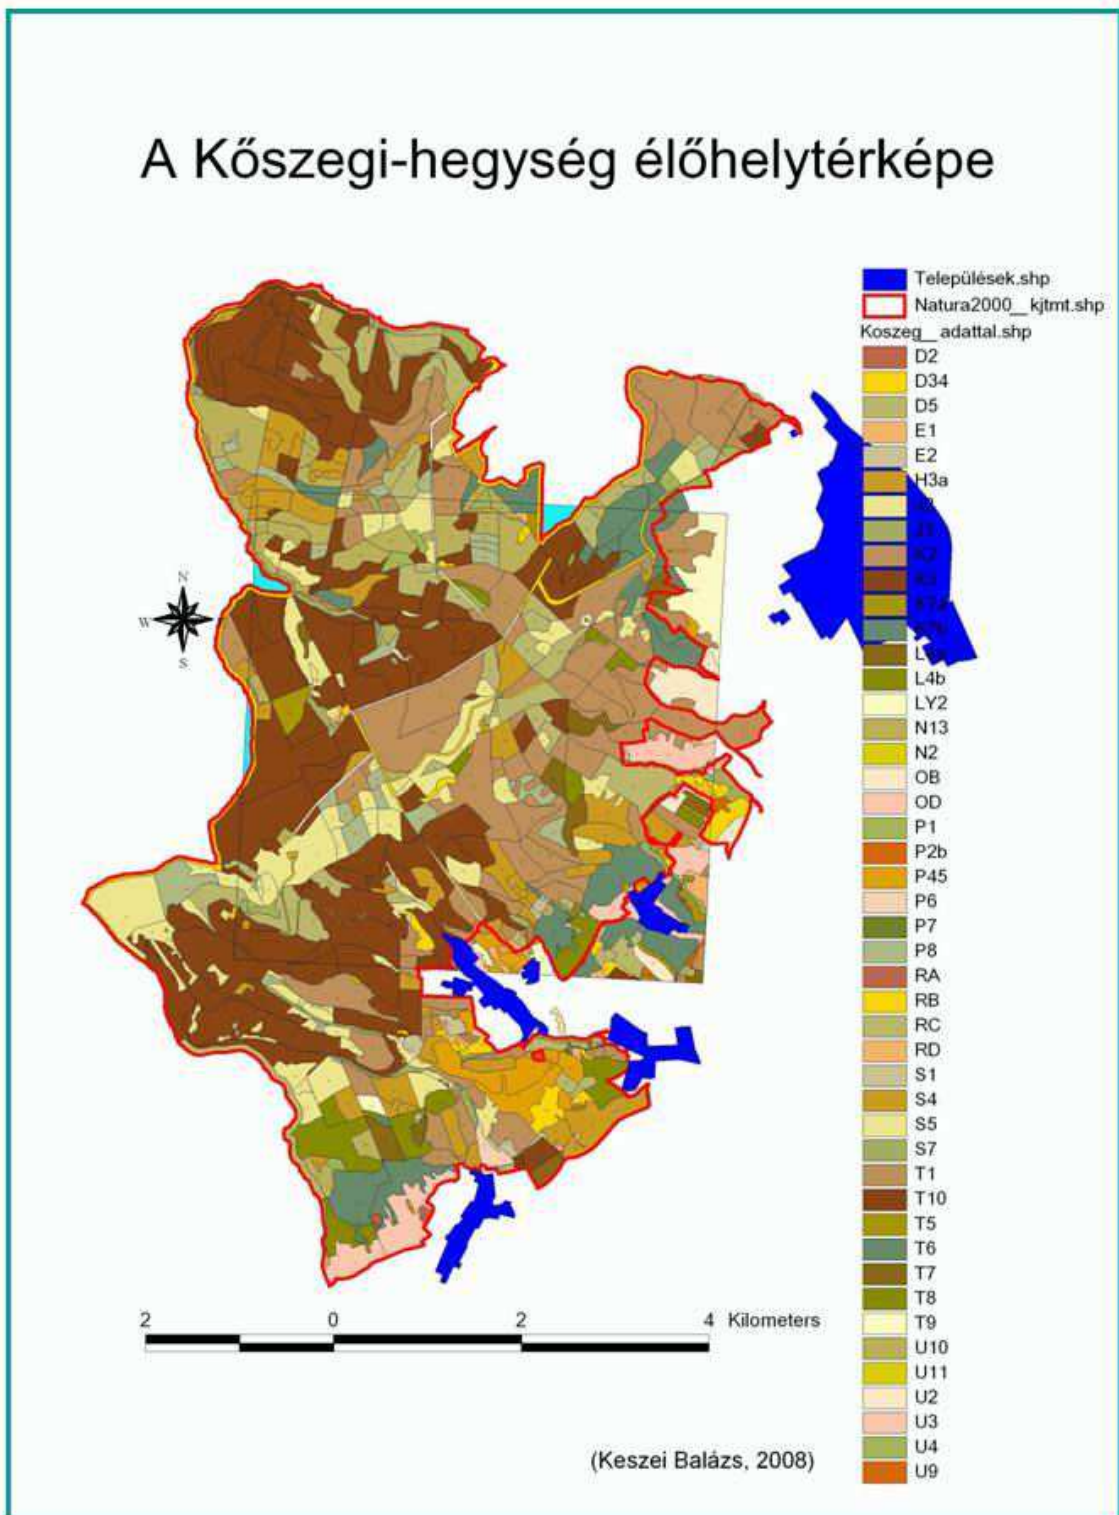 A Kőszegi-hegység élőhelytérképe
Települések.shp
Natura2000__kjtmt.shp
Koszeg__adattal.shp
D2
D34
D5
E1
E2
H3a
K2
L4b
LY2
N13
N2
OB
OD
P1
P2b
P45
P6
P7
P8
RA
RB
RC
RD
S1
S4
S5
S7
T1
T10
T5
T6
T7
T8
T9
U10
U11
U2
U3
U4
U9
N
W
S
2 0 2 4 Kilometers
(Keszei Balázs, 2008)